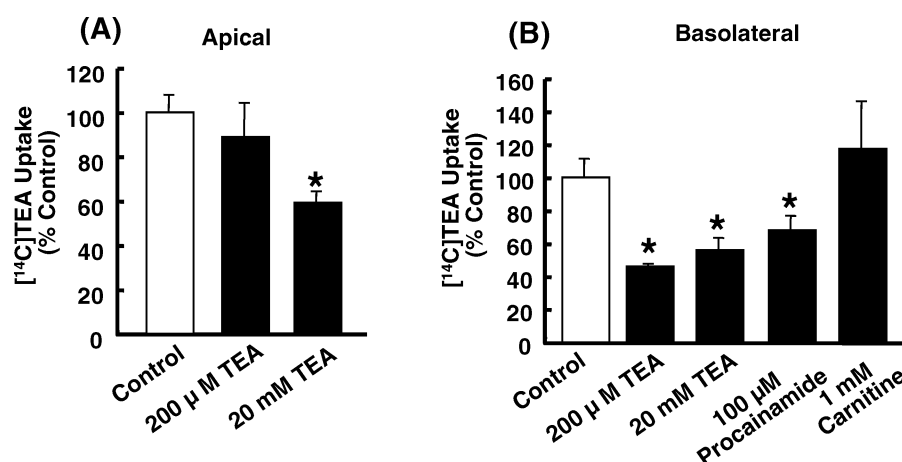 (A)
Apical
[¹⁴C]TEA Uptake
(% Control)
120
100
80
60
40
20
0
*
Control
200 μ M TEA
20 mM TEA
(B)
Basolateral
[¹⁴C]TEA Uptake
(% Control)
160
140
120
100
80
60
40
20
0
*
*
*
Control
200 μ M TEA
20 mM TEA
100 μM
Procainamide
1 mM
Carnitine